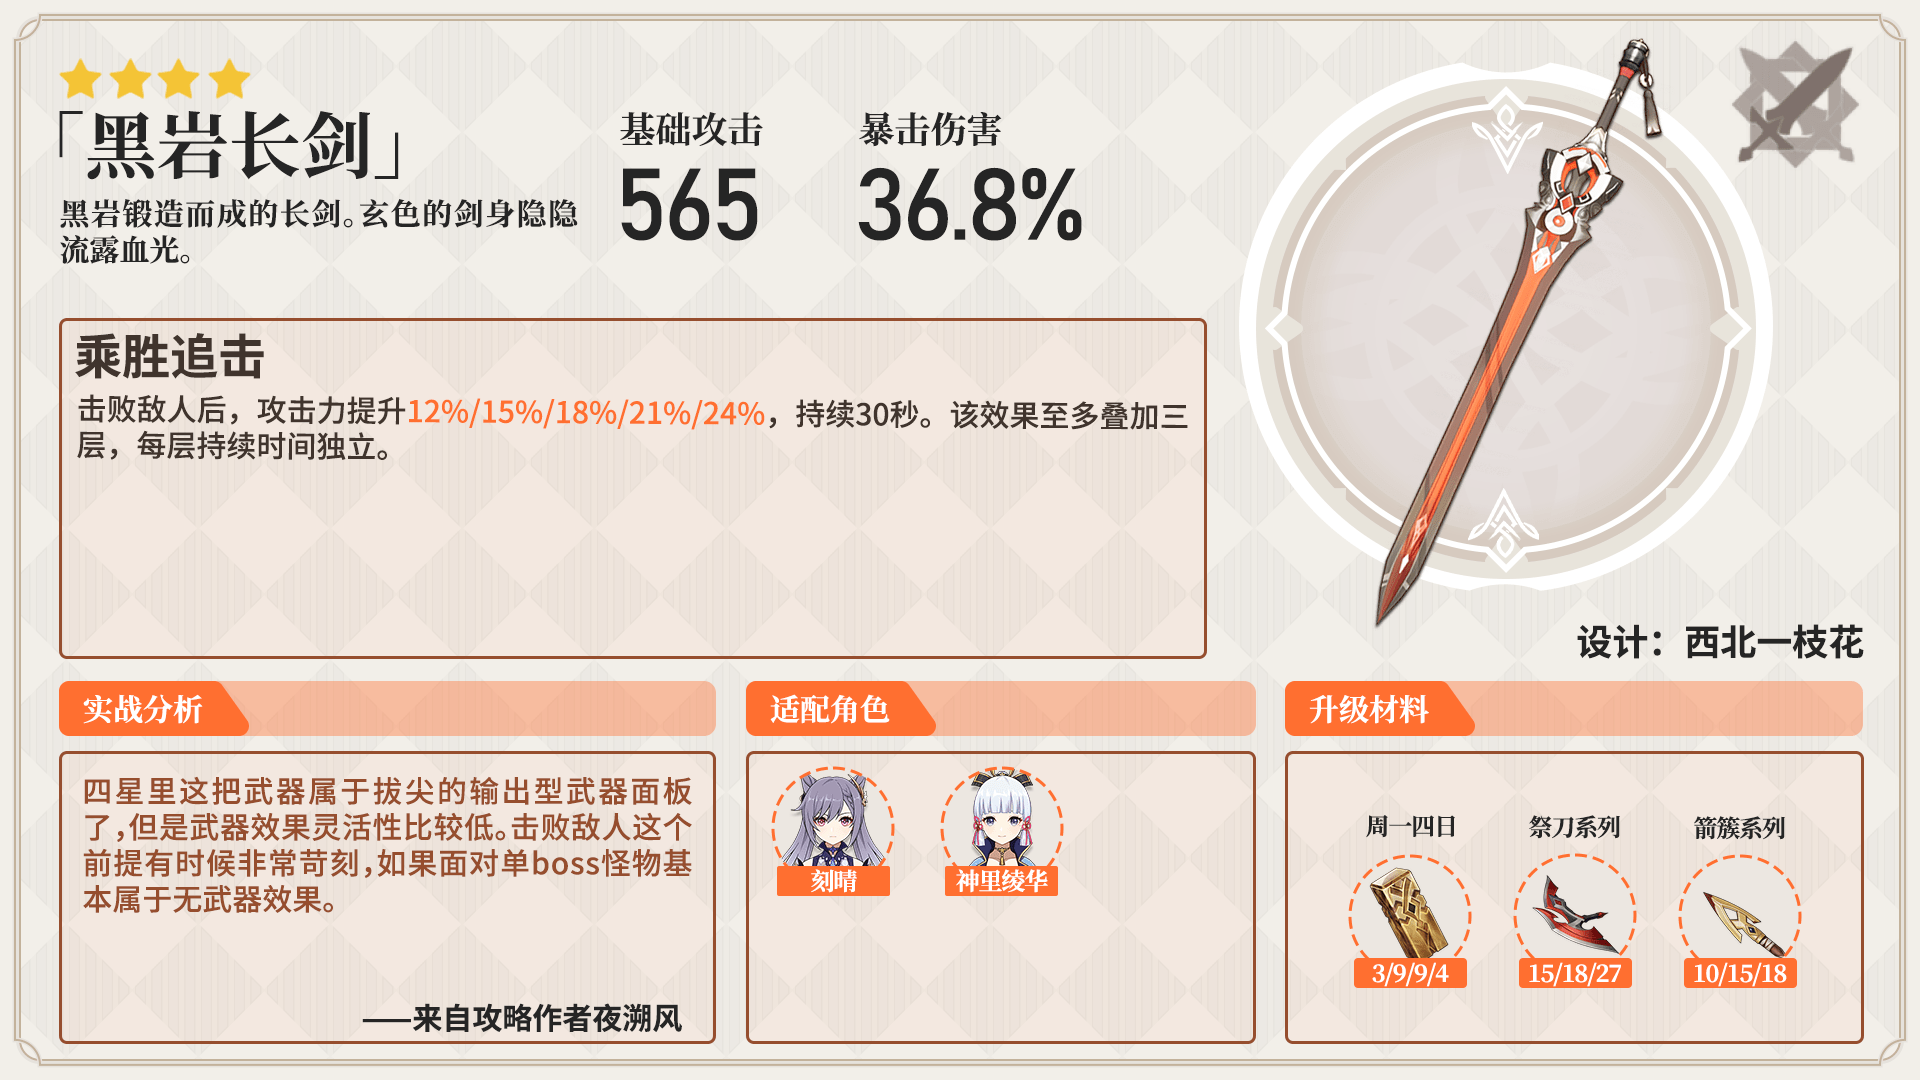 「黑岩长剑」
黑岩锻造而成的长剑。玄色的剑身隐隐
流露血光。
基础攻击
565
暴击伤害
36.8%
乘胜追击
击败敌人后，攻击力提升12%/15%/18%/21%/24%，持续30秒。该效果至多叠加三
层，每层持续时间独立。
设计：西北一枝花
实战分析
四星里这把武器属于拔尖的输出型武器面板
了，但是武器效果灵活性比较低。击败敌人这个
前提有时候非常苛刻，如果面对单boss怪物基
本属于无武器效果。
——来自攻略作者夜溯风
适配角色
刻晴
神里绫华
升级材料
周一四日
3/9/9/4
祭刀系列
15/18/27
箭簇系列
10/15/18